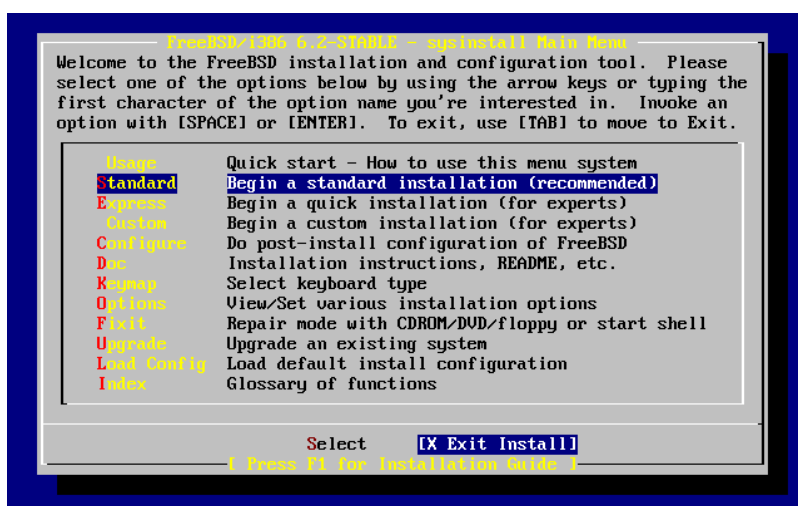 FreeBSD/i386 6.2-STABLE - sysinstall Main Menu
Welcome to the FreeBSD installation and configuration tool.  Please
select one of the options below by using the arrow keys or typing the
first character of the option name you're interested in.  Invoke an
option with [SPACE] or [ENTER].  To exit, use [TAB] to move to Exit.
Usage Quick start - How to use this menu system
Standard Begin a standard installation (recommended)
Express Begin a quick installation (for experts)
Custom Begin a custom installation (for experts)
Configure Do post-install configuration of FreeBSD
Doc Installation instructions, README, etc.
Keymap Select keyboard type
Options View/Set various installation options
Fixit Repair mode with CDROM/DVD/floppy or start shell
Upgrade Upgrade an existing system
Load Config Load default install configuration
Index Glossary of functions
Select [X Exit Install]
[ Press F1 for Installation Guide ]